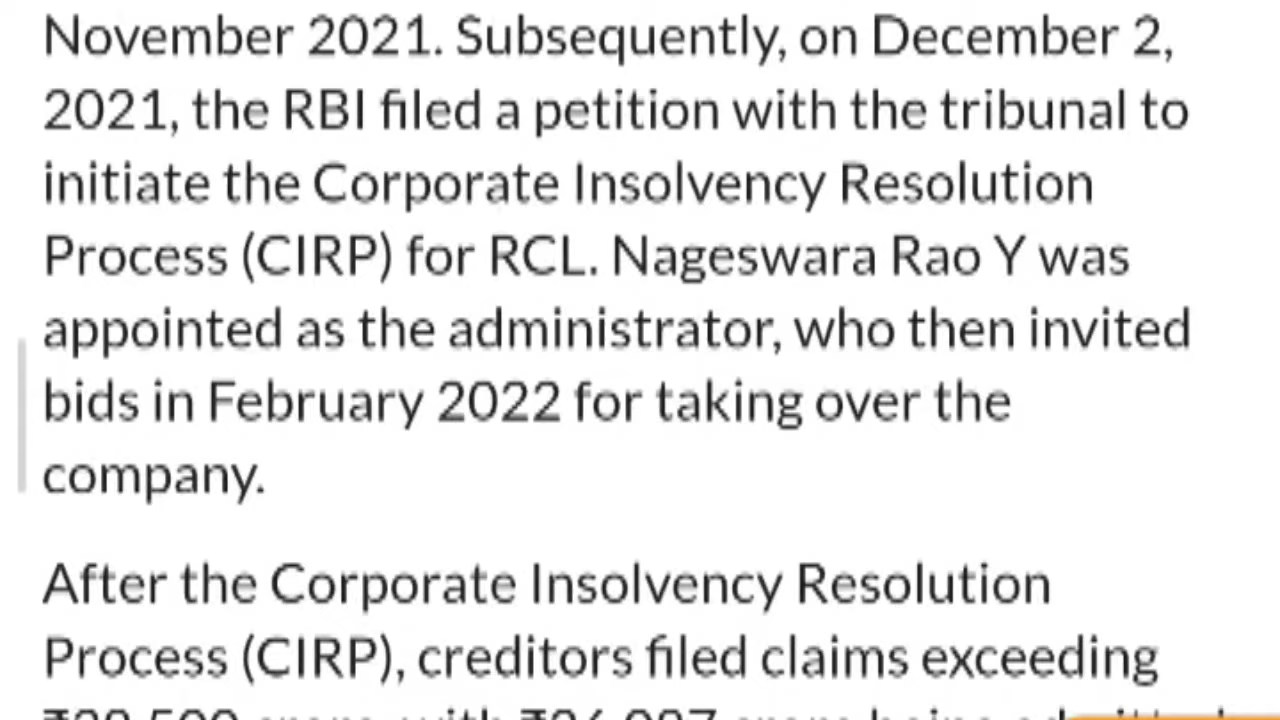 November 2021. Subsequently, on December 2,
2021, the RBI filed a petition with the tribunal to
initiate the Corporate Insolvency Resolution
Process (CIRP) for RCL. Nageswara Rao Y was
appointed as the administrator, who then invited
bids in February 2022 for taking over the
company.
After the Corporate Insolvency Resolution
Process (CIRP), creditors filed claims exceeding